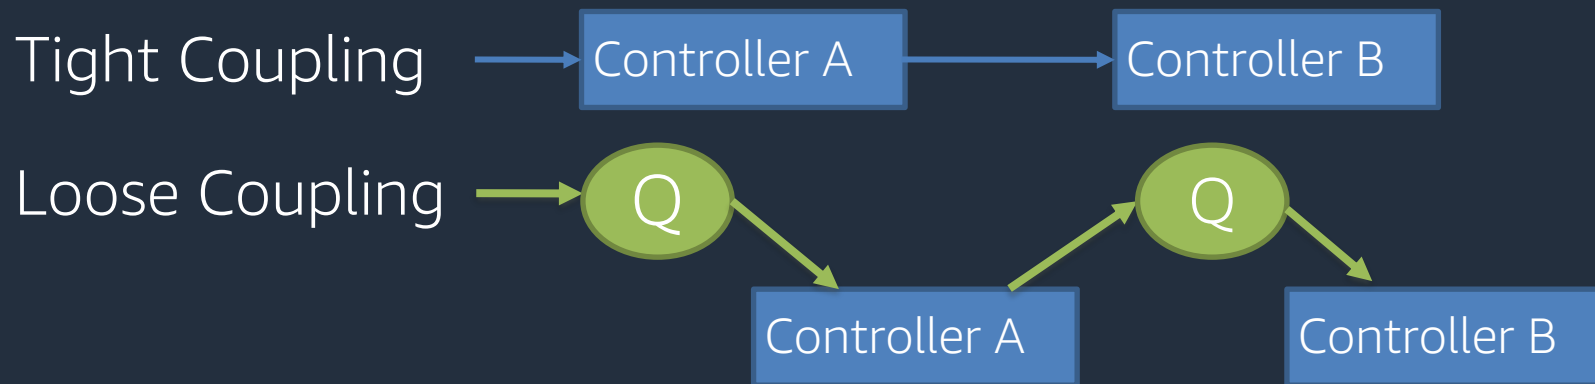 Tight Coupling
Controller A
Controller B
Loose Coupling
Q
Q
Controller A
Controller B